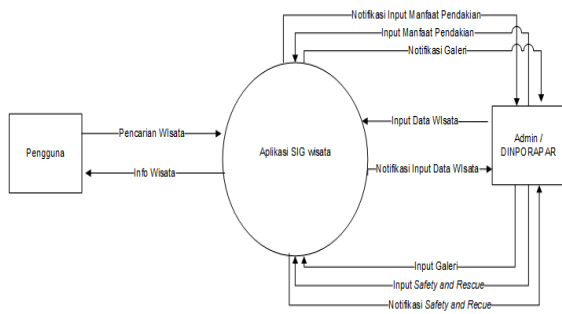 Notifikasi Input Manfaat Pendakian
Input Manfaat Pendakian
Notifikasi Galeri
Pengguna
Pencarian WIsata
Info Wisata
Aplikasi SIG wisata
Input Data WIsata
Notifikasi Input Data WIsata
Admin /
DINPORAPAR
Input Galeri
Input Safety and Rescue
Notifikasi Safety and Recue